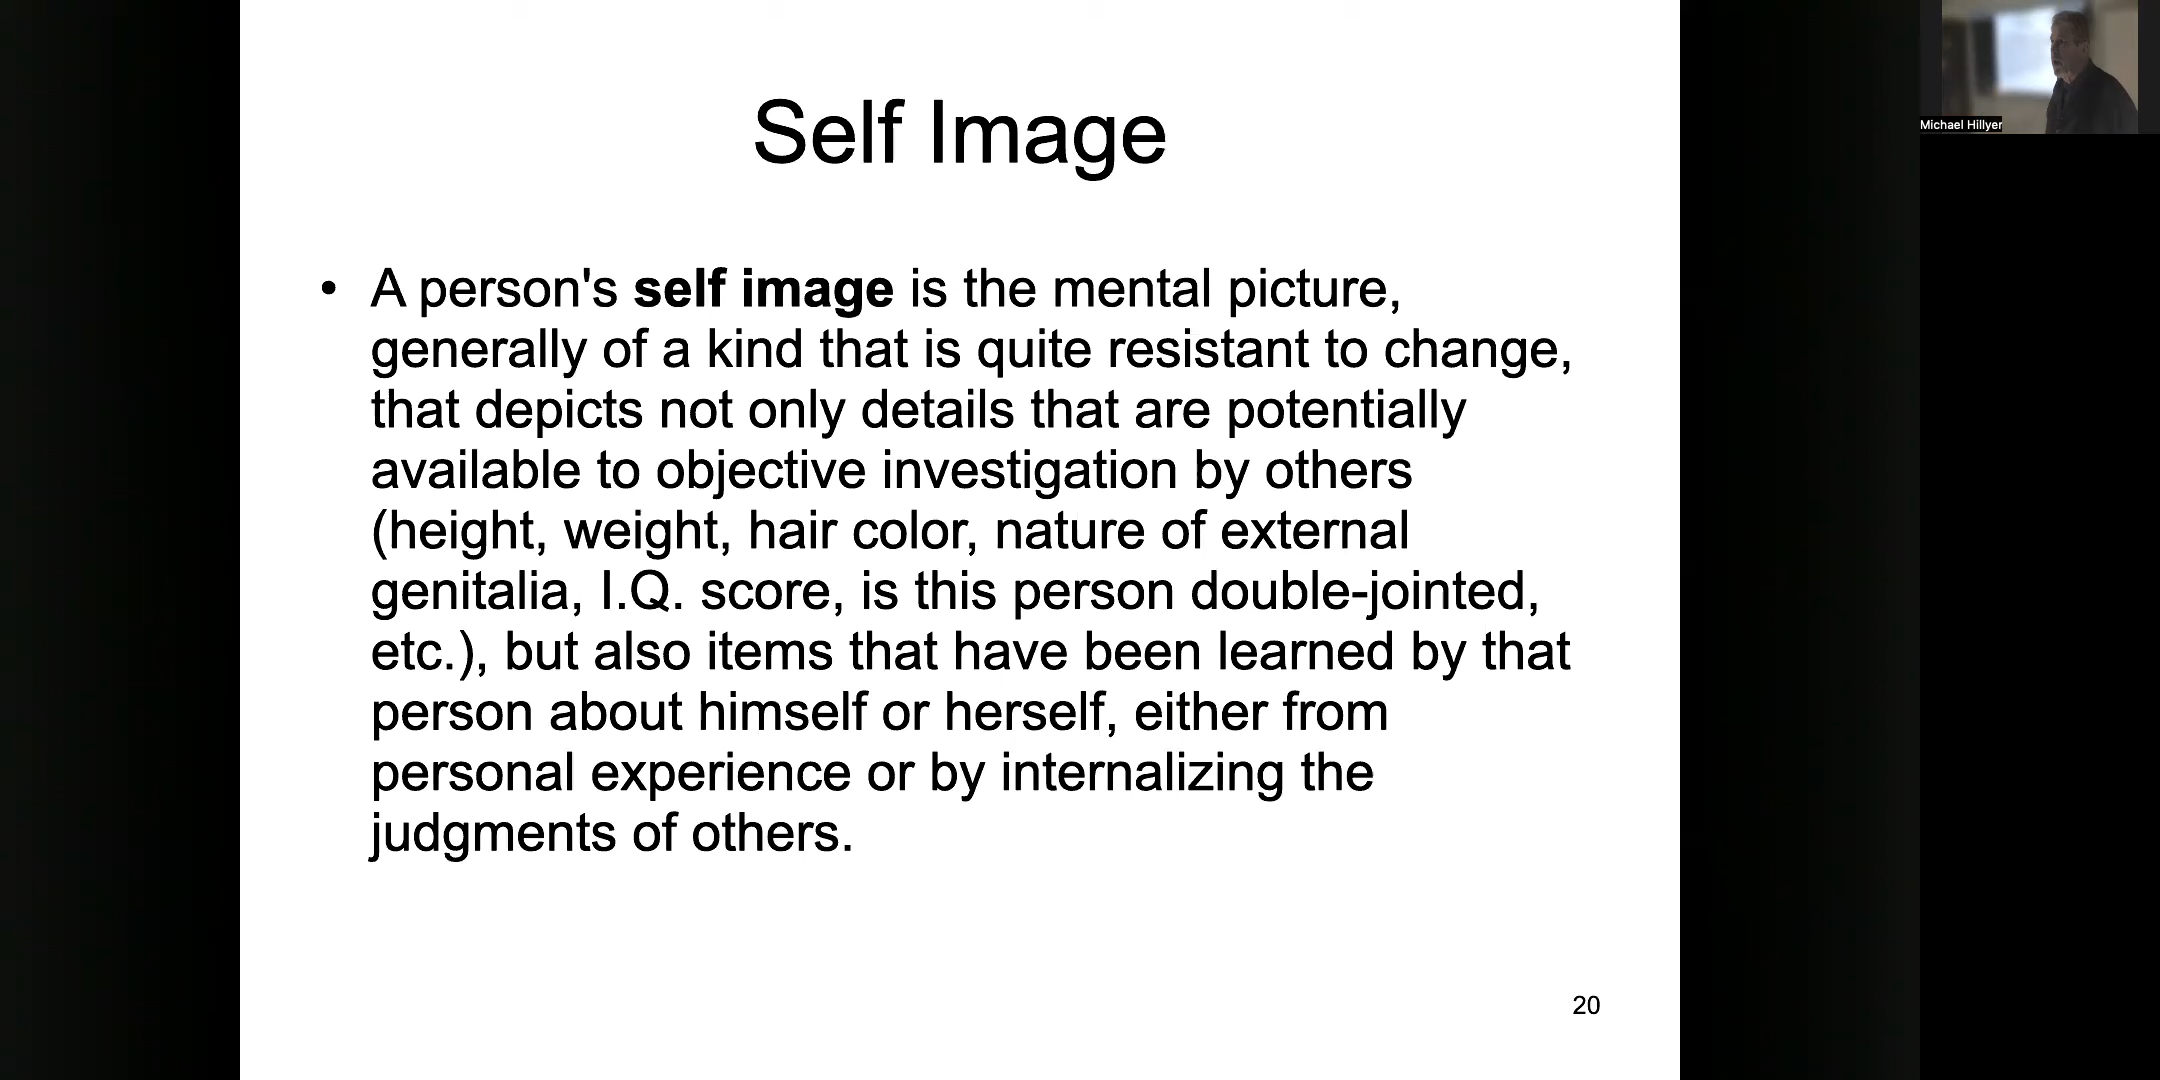 Self Image
• A person's self image is the mental picture,
generally of a kind that is quite resistant to change,
that depicts not only details that are potentially
available to objective investigation by others
(height, weight, hair color, nature of external
genitalia, I.Q. score, is this person double-jointed,
etc.), but also items that have been learned by that
person about himself or herself, either from
personal experience or by internalizing the
judgments of others.
20
Michael Hillyer